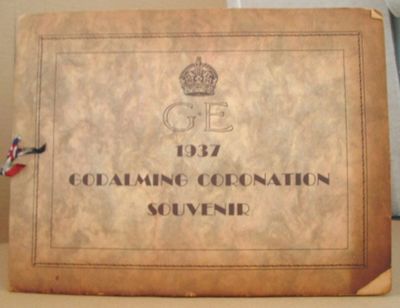 GE
1937
GODALMING CORONATION
SOUVENIR